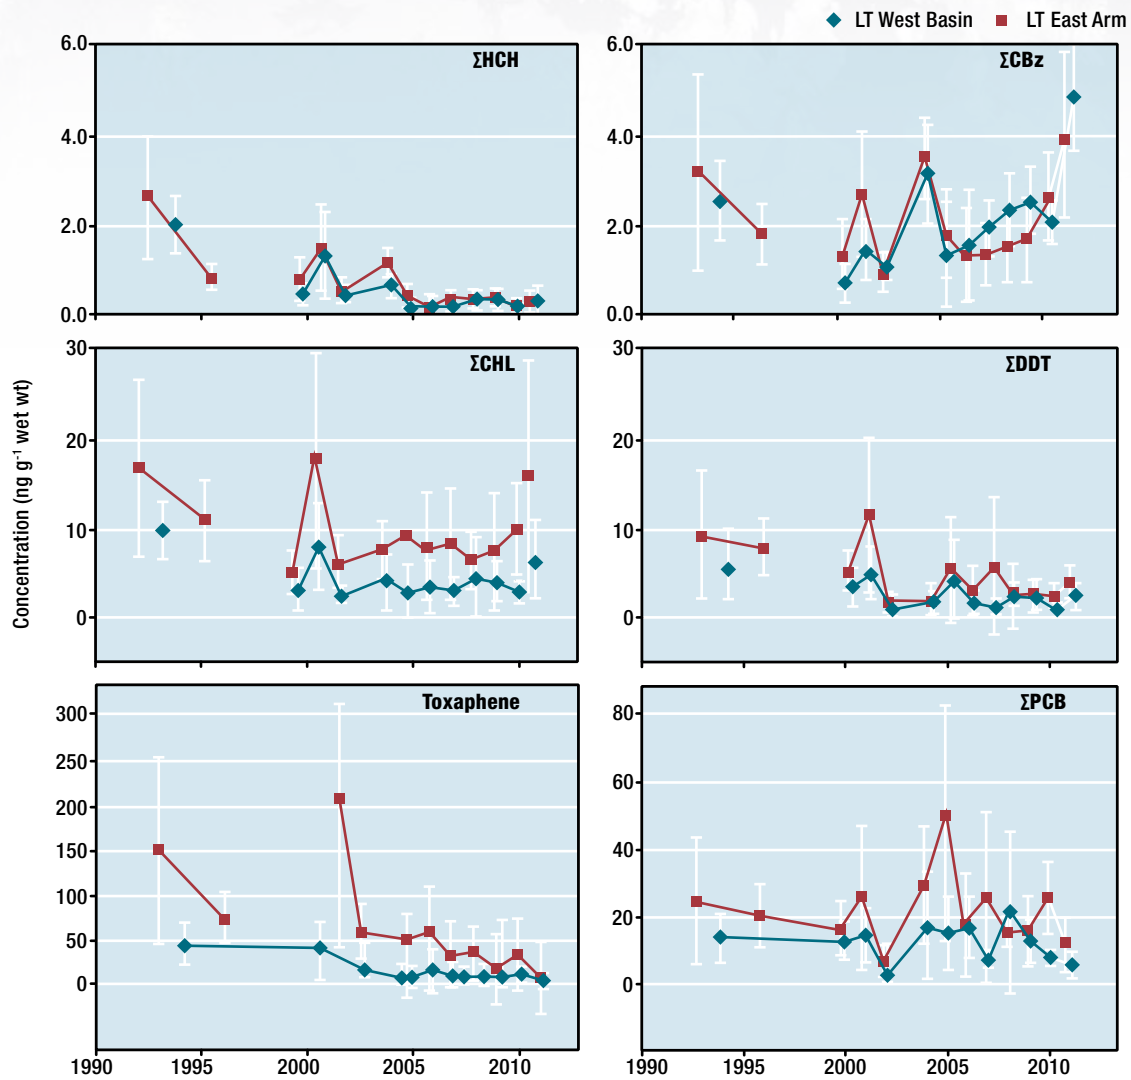 LT West Basin LT East Arm
ΣHCH
6.0
4.0
2.0
0.0
ΣCBz
6.0
4.0
2.0
0.0
Concentration (ng g-1 wet wt)
ΣCHL
30
20
10
0
ΣDDT
30
20
10
0
Toxaphene
300
250
200
150
100
50
0
1990 1995 2000 2005 2010
ΣPCB
80
60
40
20
0
1990 1995 2000 2005 2010